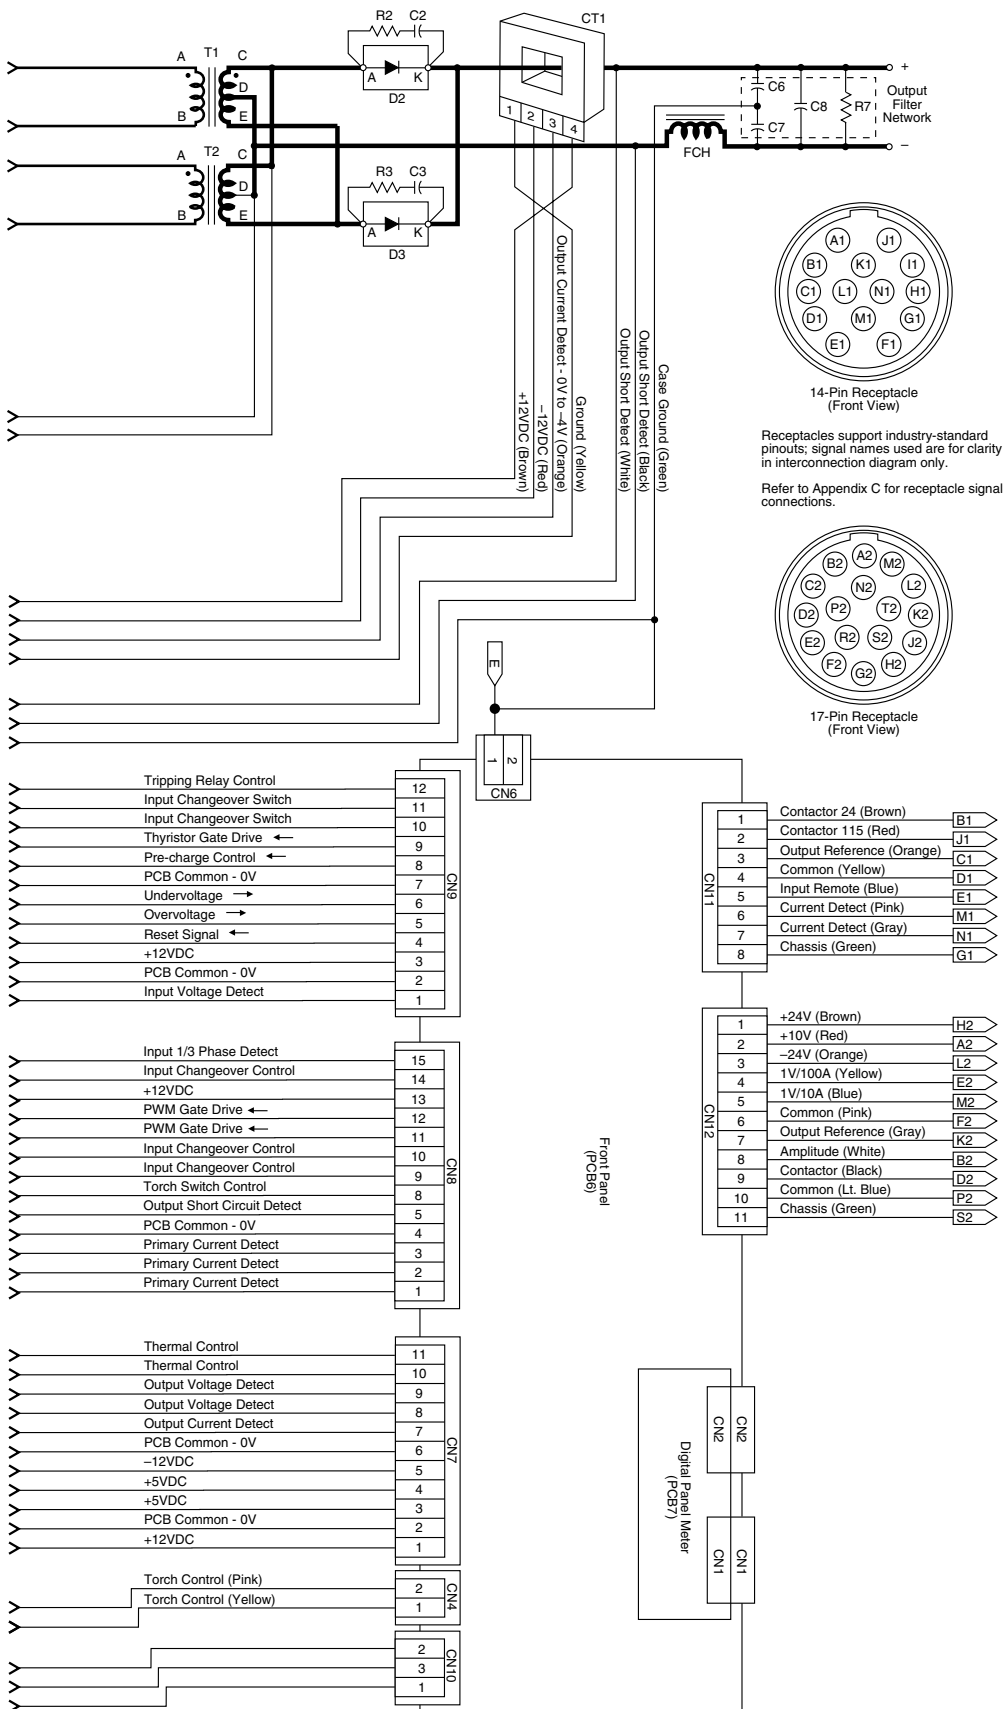 R2 C2
CT1
A T1 C
D
B E
A K
D2
1 2 3 4
+
C6
C7
C8
R7
Output
Filter
Network
–
FCH
A T2 C
D
B E
R3 C3
A K
D3
+12VDC (Brown)
–12VDC (Red)
Output Current Detect - 0V to –4V (Orange)
Ground (Yellow)
Output Short Detect (White)
Output Short Detect (Black)
Case Ground (Green)
A1 J1
B1 K1 I1
C1 L1 N1 H1
D1 M1 G1
E1 F1
14-Pin Receptacle
(Front View)
Receptacles support industry-standard
pinouts; signal names used are for clarity
in interconnection diagram only.
Refer to Appendix C for receptacle signal
connections.
B2 A2 M2
C2 N2 L2
D2 P2 T2 K2
E2 R2 S2 J2
F2 G2 H2
17-Pin Receptacle
(Front View)
E
1 2
CN6
Tripping Relay Control 12
Input Changeover Switch 11
Input Changeover Switch 10
Thyristor Gate Drive ← 9
Pre-charge Control ← 8
PCB Common - 0V 7
Undervoltage → 6
Overvoltage → 5
Reset Signal ← 4
+12VDC 3
PCB Common - 0V 2
Input Voltage Detect 1
CN9
Input 1/3 Phase Detect 15
Input Changeover Control 14
+12VDC 13
PWM Gate Drive ← 12
PWM Gate Drive ← 11
Input Changeover Control 10
Input Changeover Control 9
Torch Switch Control 8
Output Short Circuit Detect 5
PCB Common - 0V 4
Primary Current Detect 3
Primary Current Detect 2
Primary Current Detect 1
CN8
Thermal Control 11
Thermal Control 10
Output Voltage Detect 9
Output Voltage Detect 8
Output Current Detect 7
PCB Common - 0V 6
–12VDC 5
+5VDC 4
+5VDC 3
PCB Common - 0V 2
+12VDC 1
CN7
Torch Control (Pink) 2
Torch Control (Yellow) 1
CN4
2
3
1
CN10
Front Panel
(PCB6)
CN11
1 Contactor 24 (Brown) B1
2 Contactor 115 (Red) J1
3 Output Reference (Orange) C1
4 Common (Yellow) D1
5 Input Remote (Blue) E1
6 Current Detect (Pink) M1
7 Current Detect (Gray) N1
8 Chassis (Green) G1
CN12
1 +24V (Brown) H2
2 +10V (Red) A2
3 –24V (Orange) L2
4 1V/100A (Yellow) E2
5 1V/10A (Blue) M2
6 Common (Pink) F2
7 Output Reference (Gray) K2
8 Amplitude (White) B2
9 Contactor (Black) D2
10 Common (Lt. Blue) P2
11 Chassis (Green) S2
Digital Panel Meter
(PCB7)
CN2 CN2
CN1 CN1